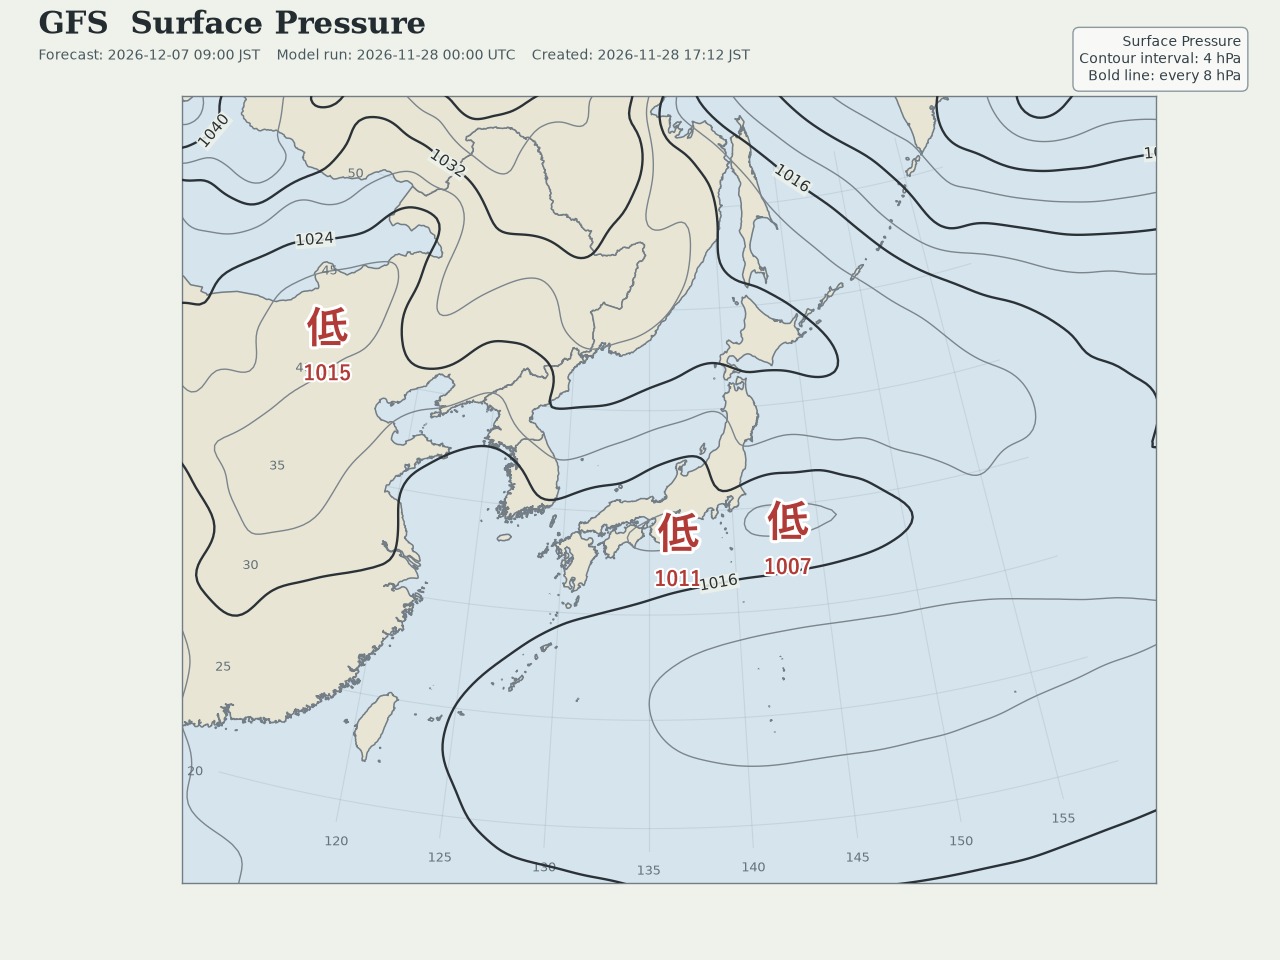 GFS  Surface Pressure
Forecast: 2026-12-07 09:00 JST    Model run: 2026-11-28 00:00 UTC    Created: 2026-11-28 17:12 JST
Surface Pressure
Contour interval: 4 hPa
Bold line: every 8 hPa
1040
1032
50
1016
1024
45
低
1015
35
低
1007
低
1011
1016
30
25
20
155
120
150
125
145
130
135
140